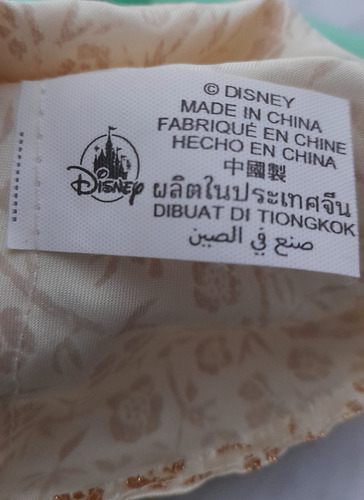 © DISNEY
MADE IN CHINA
FABRIQUÉ EN CHINE
HECHO EN CHINA
中國製
Disney
ผลิตในประเทศจีน
DIBUAT DI TIONGKOK
صنع في الصين